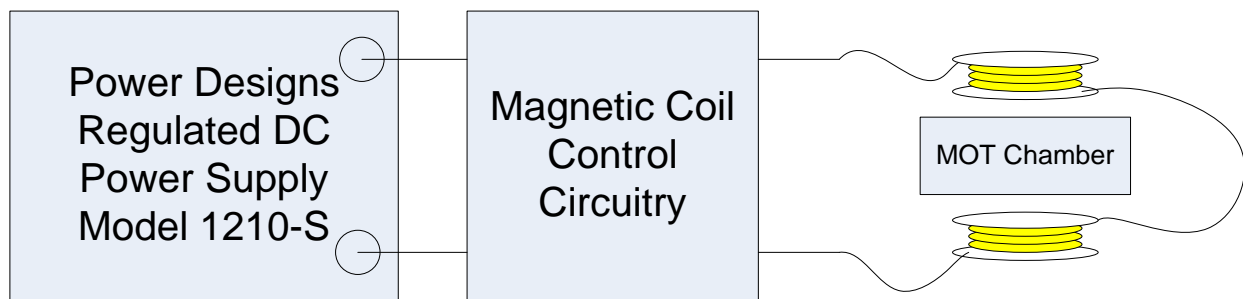 Power Designs
Regulated DC
Power Supply
Model 1210-S
Magnetic Coil
Control
Circuitry
MOT Chamber